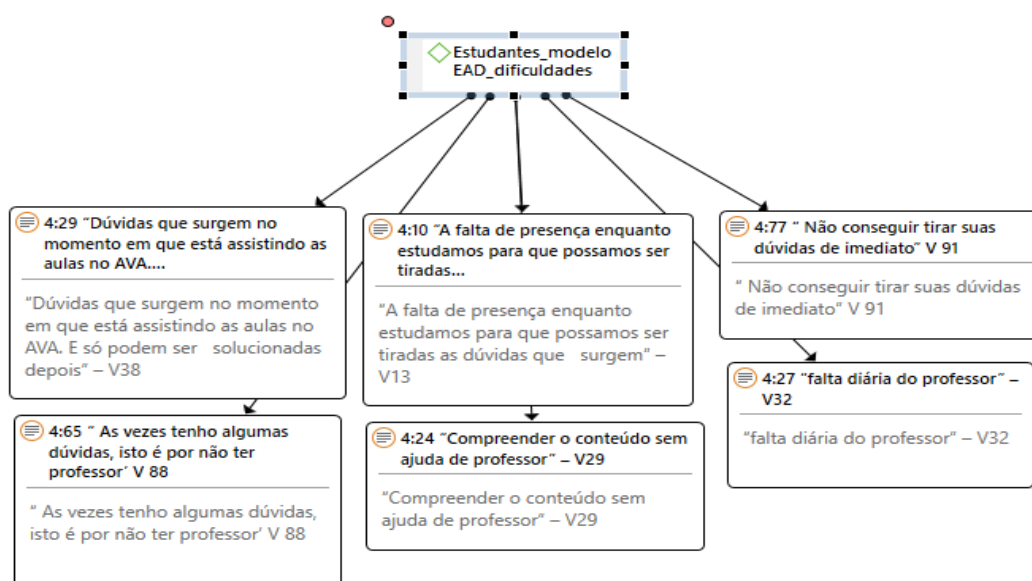 Estudantes_modelo
EAD_dificuldades
4:29 “Dúvidas que surgem no
momento em que está assistindo as
aulas no AVA....
“Dúvidas que surgem no momento
em que está assistindo as aulas no
AVA. E só podem ser solucionadas
depois” – V38
4:10 “A falta de presença enquanto
estudamos para que possamos ser
tiradas...
“A falta de presença enquanto
estudamos para que possamos ser
tiradas as dúvidas que surgem” –
V13
4:77 “ Não conseguir tirar suas
dúvidas de imediato” V 91
“ Não conseguir tirar suas dúvidas
de imediato” V 91
4:65 “ As vezes tenho algumas
dúvidas, isto é por não ter
professor’ V 88
“ As vezes tenho algumas dúvidas,
isto é por não ter professor’ V 88
4:24 “Compreender o conteúdo sem
ajuda de professor” – V29
“Compreender o conteúdo sem
ajuda de professor” – V29
4:27 “falta diária do professor” –
V32
“falta diária do professor” – V32